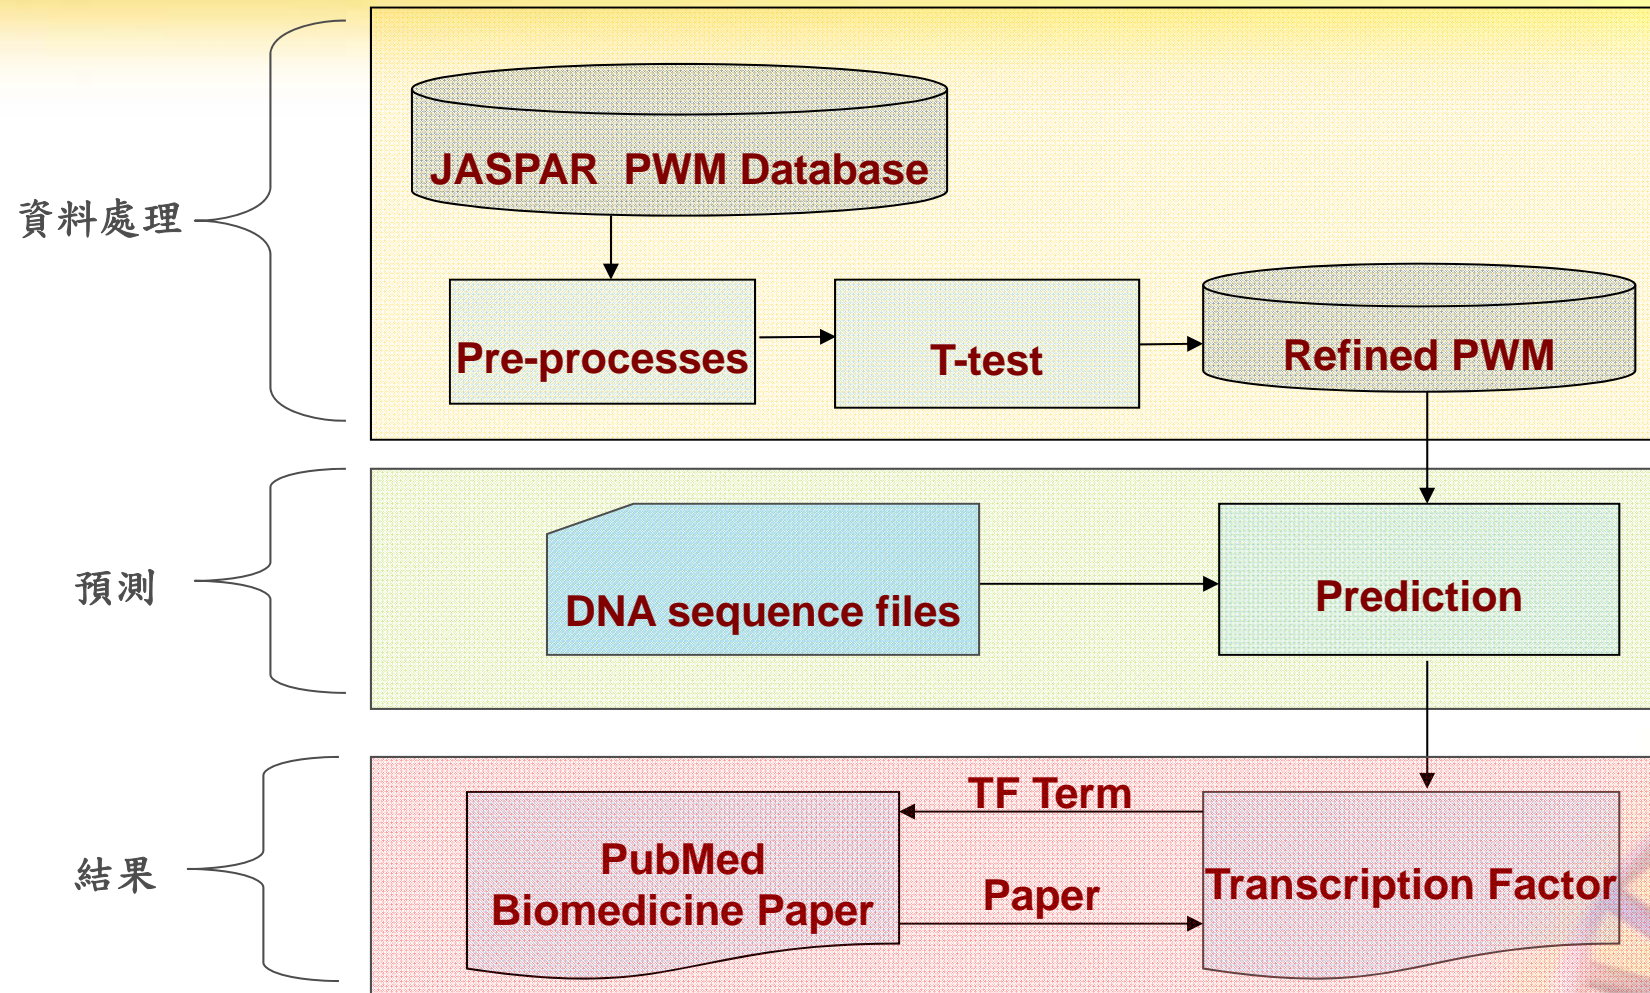 資料處理
JASPAR  PWM Database
Pre-processes
T-test
Refined PWM
預測
DNA sequence files
Prediction
結果
TF Term
PubMed
Biomedicine Paper
Paper
Transcription Factor